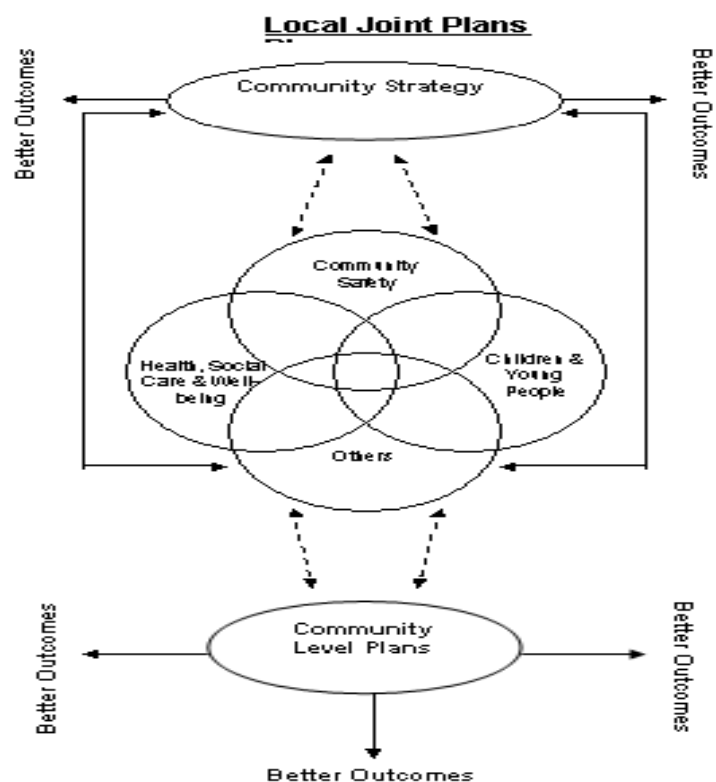 Local Joint Plans
Better Outcomes
Community Strategy
Better Outcomes
Community
Safety
Health, Social
Care & Well-
being
Children &
Young
People
Others
Community
Level Plans
Better Outcomes
Better Outcomes
Better Outcomes